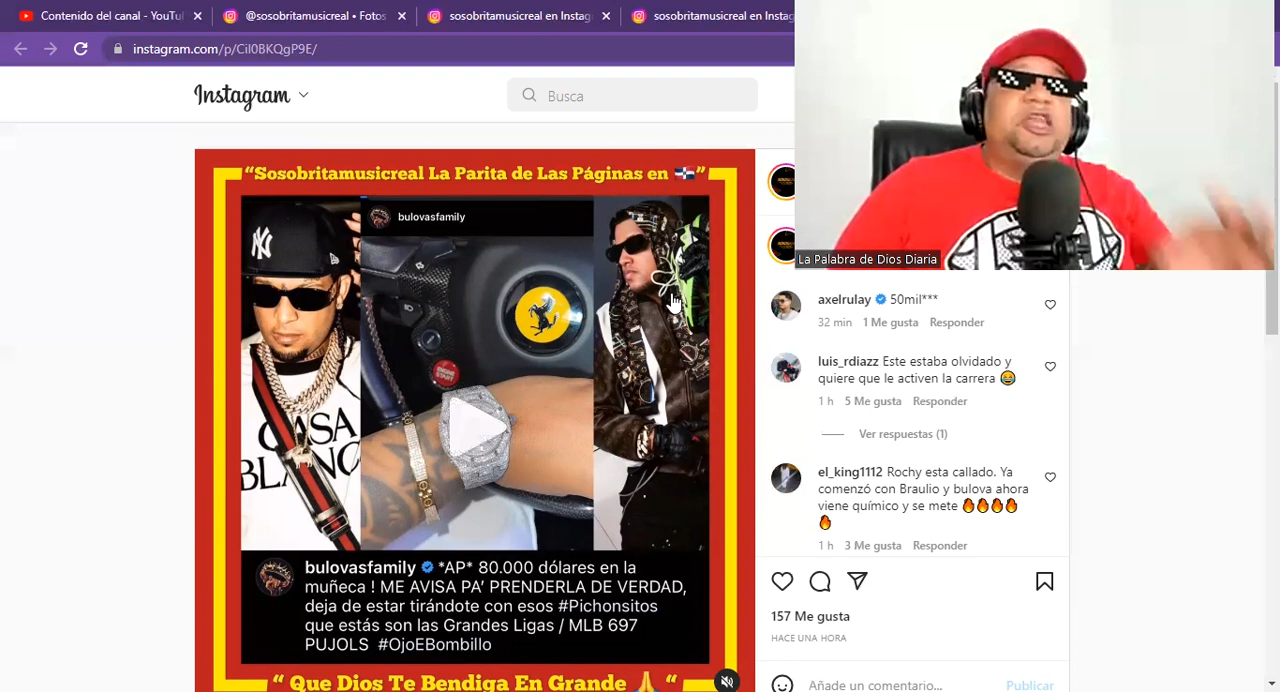 Contenido del canal - YouTu
@sosobritamusicreal • Fotos
sosobritamusicreal en Instag
sosobritamusicreal en Instag
instagram.com/p/Cil0BKQgP9E/
Instagram
Busca
"Sosobritamusicreal La Parita de Las Páginas en 🇩🇴"
bulovasfamily
NY
CASA
BLANC
ENGINE
START
bulovasfamily *AP* 80.000 dólares en la
muñeca ! ME AVISA PA' PRENDERLA DE VERDAD,
deja de estar tirándote con esos #Pichonsitos
que estás son las Grandes Ligas / MLB 697
PUJOLS #OjoEBombillo
" Que Dios Te Bendiga En Grande 🙏 "
La Palabra de Dios Diaria
axelrulay 50mil***
32 min 1 Me gusta Responder
luis_rdiazz Este estaba olvidado y
quiere que le activen la carrera 😂
1 h 5 Me gusta Responder
Ver respuestas (1)
el_king1112 Rochy esta callado. Ya
comenzó con Braulio y bulova ahora
viene químico y se mete 🔥🔥🔥🔥
🔥
1 h 3 Me gusta Responder
157 Me gusta
HACE UNA HORA
Añade un comentario...
Publicar